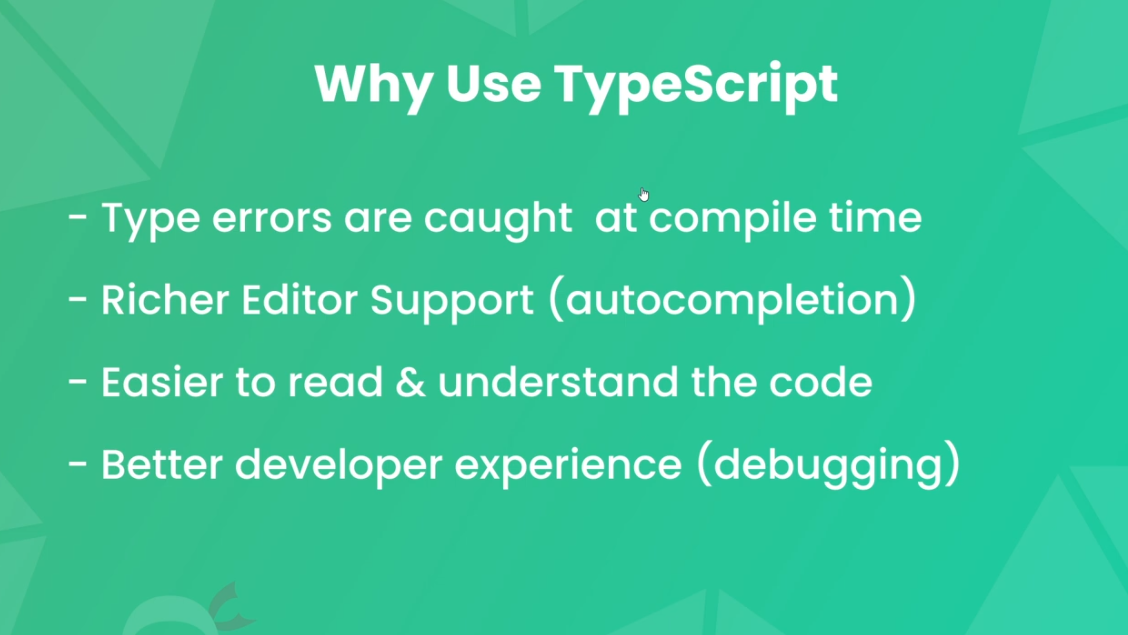 Why Use TypeScript
- Type errors are caught  at compile time
- Richer Editor Support (autocompletion)
- Easier to read & understand the code
- Better developer experience (debugging)